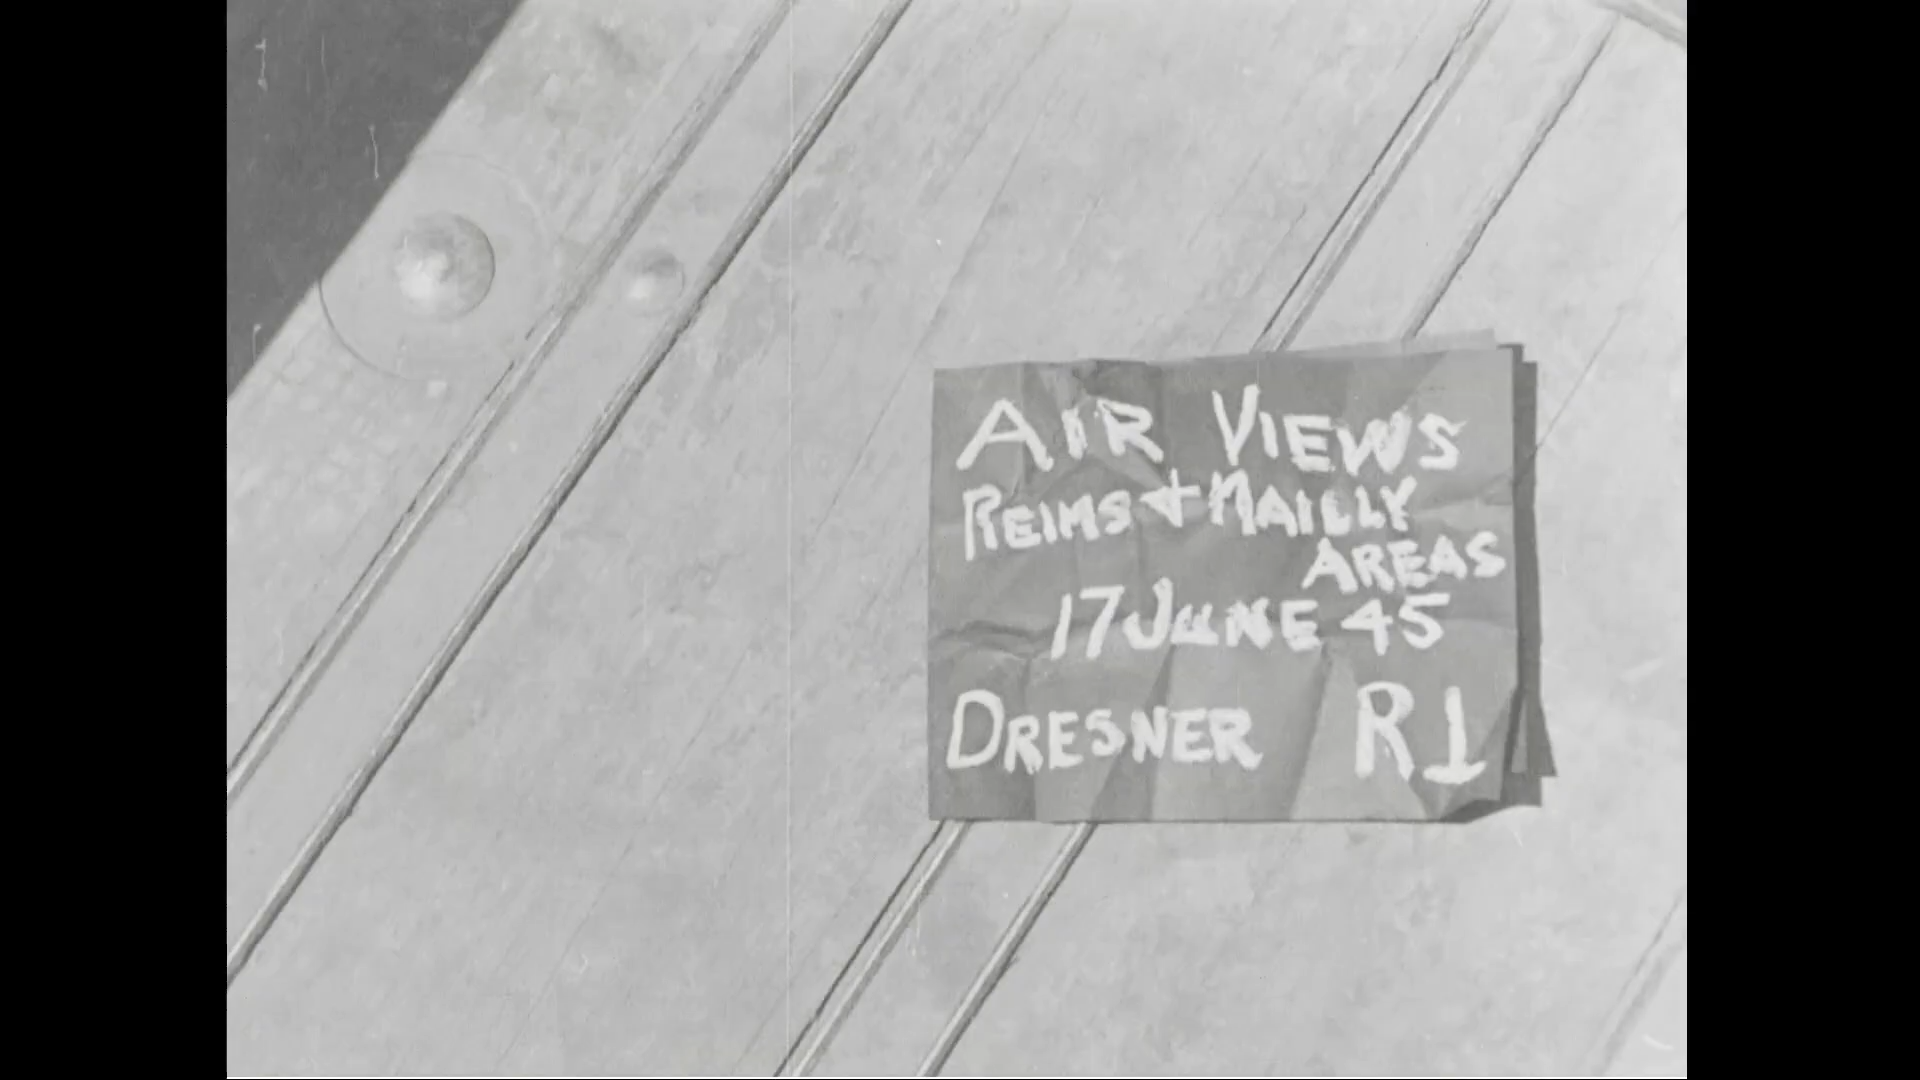 AIR VIEWS
REIMS + MAILLY
AREAS
17 JUNE 45
DRESNER R1